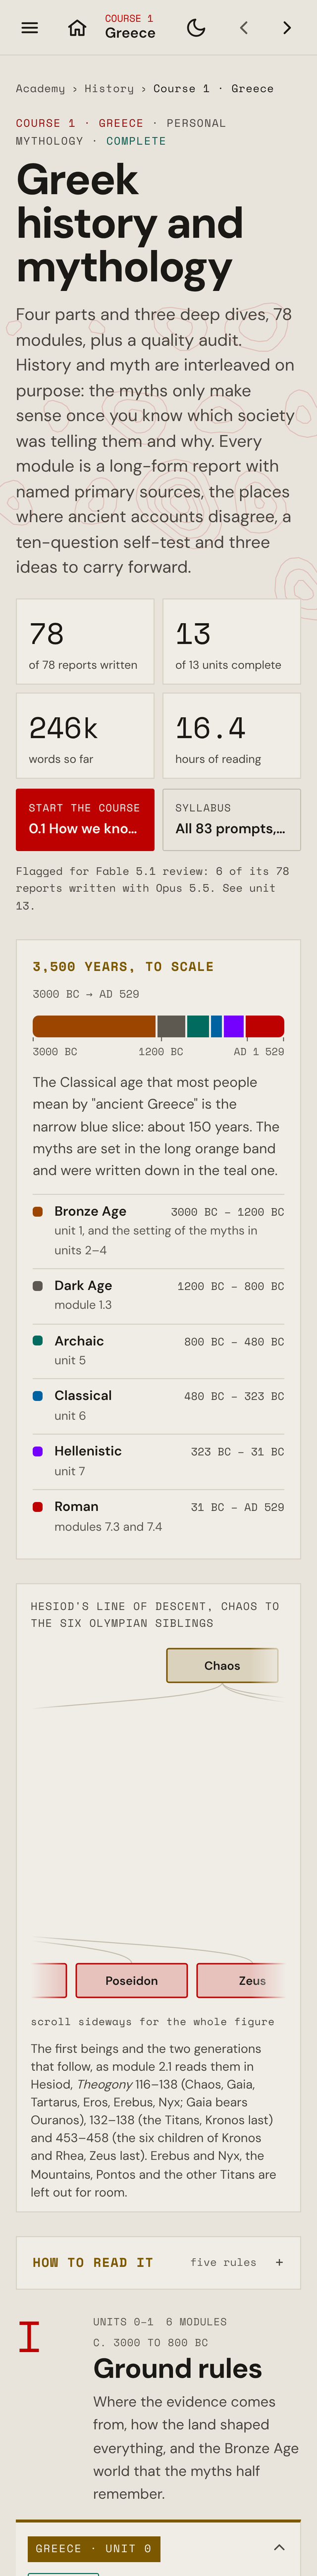 COURSE 1
Greece
Academy › History › Course 1 · Greece
COURSE 1 · GREECE · PERSONAL
MYTHOLOGY · COMPLETE
Greek
history and
mythology
Four parts and three deep dives, 78
modules, plus a quality audit.
History and myth are interleaved on
purpose: the myths only make
sense once you know which society
was telling them and why. Every
module is a long-form report with
named primary sources, the places
where ancient accounts disagree, a
ten-question self-test and three
ideas to carry forward.
78
of 78 reports written
13
of 13 units complete
246k
words so far
16.4
hours of reading
START THE COURSE
0.1 How we kno…
SYLLABUS
All 83 prompts,…
Flagged for Fable 5.1 review: 6 of its 78
reports written with Opus 5.5. See unit
13.
3,500 YEARS, TO SCALE
3000 BC → AD 529
3000 BC 1200 BC AD 1 529
The Classical age that most people
mean by "ancient Greece" is the
narrow blue slice: about 150 years. The
myths are set in the long orange band
and were written down in the teal one.
Bronze Age 3000 BC – 1200 BC
unit 1, and the setting of the myths in
units 2–4
Dark Age 1200 BC – 800 BC
module 1.3
Archaic 800 BC – 480 BC
unit 5
Classical 480 BC – 323 BC
unit 6
Hellenistic 323 BC – 31 BC
unit 7
Roman 31 BC – AD 529
modules 7.3 and 7.4
HESIOD'S LINE OF DESCENT, CHAOS TO
THE SIX OLYMPIAN SIBLINGS
Chaos
Poseidon Zeus
scroll sideways for the whole figure
The first beings and the two generations
that follow, as module 2.1 reads them in
Hesiod, Theogony 116–138 (Chaos, Gaia,
Tartarus, Eros, Erebus, Nyx; Gaia bears
Ouranos), 132–138 (the Titans, Kronos last)
and 453–458 (the six children of Kronos
and Rhea, Zeus last). Erebus and Nyx, the
Mountains, Pontos and the other Titans are
left out for room.
HOW TO READ IT five rules +
I
UNITS 0–1 6 MODULES
C. 3000 TO 800 BC
Ground rules
Where the evidence comes
from, how the land shaped
everything, and the Bronze Age
world that the myths half
remember.
GREECE · UNIT 0